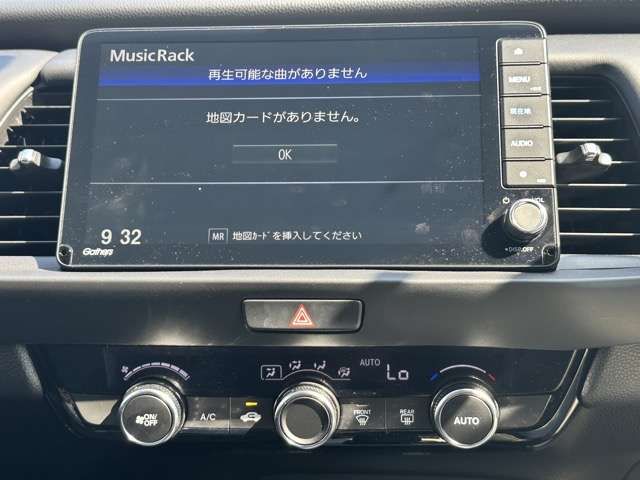 MusicRack
再生可能な曲がありません
地図カードがありません。
OK
9 32
MR 地図ｶｰﾄﾞを挿入してください
Gathers
MENU
現在地
AUDIO
VOL
DISP.OFF
AUTO
Lo
ON/OFF
A/C
FRONT
REAR
AUTO